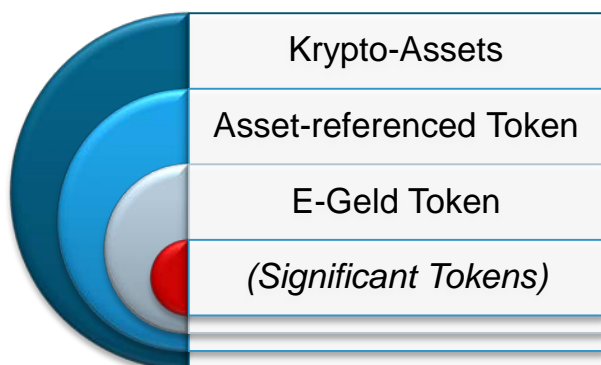 Krypto-Assets
Asset-referenced Token
E-Geld Token
(Significant Tokens)